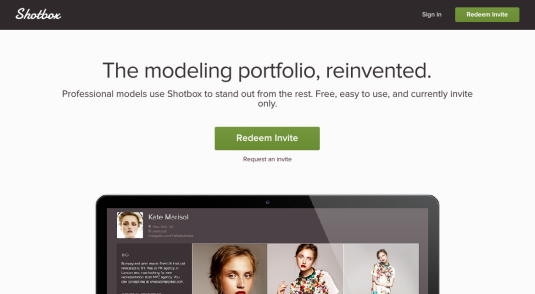 Shotbox
Sign in
Redeem Invite
The modeling portfolio, reinvented.
Professional models use Shotbox to stand out from the rest. Free, easy to use, and currently invite
only.
Redeem Invite
Request an invite
Kate Marisol
BIO